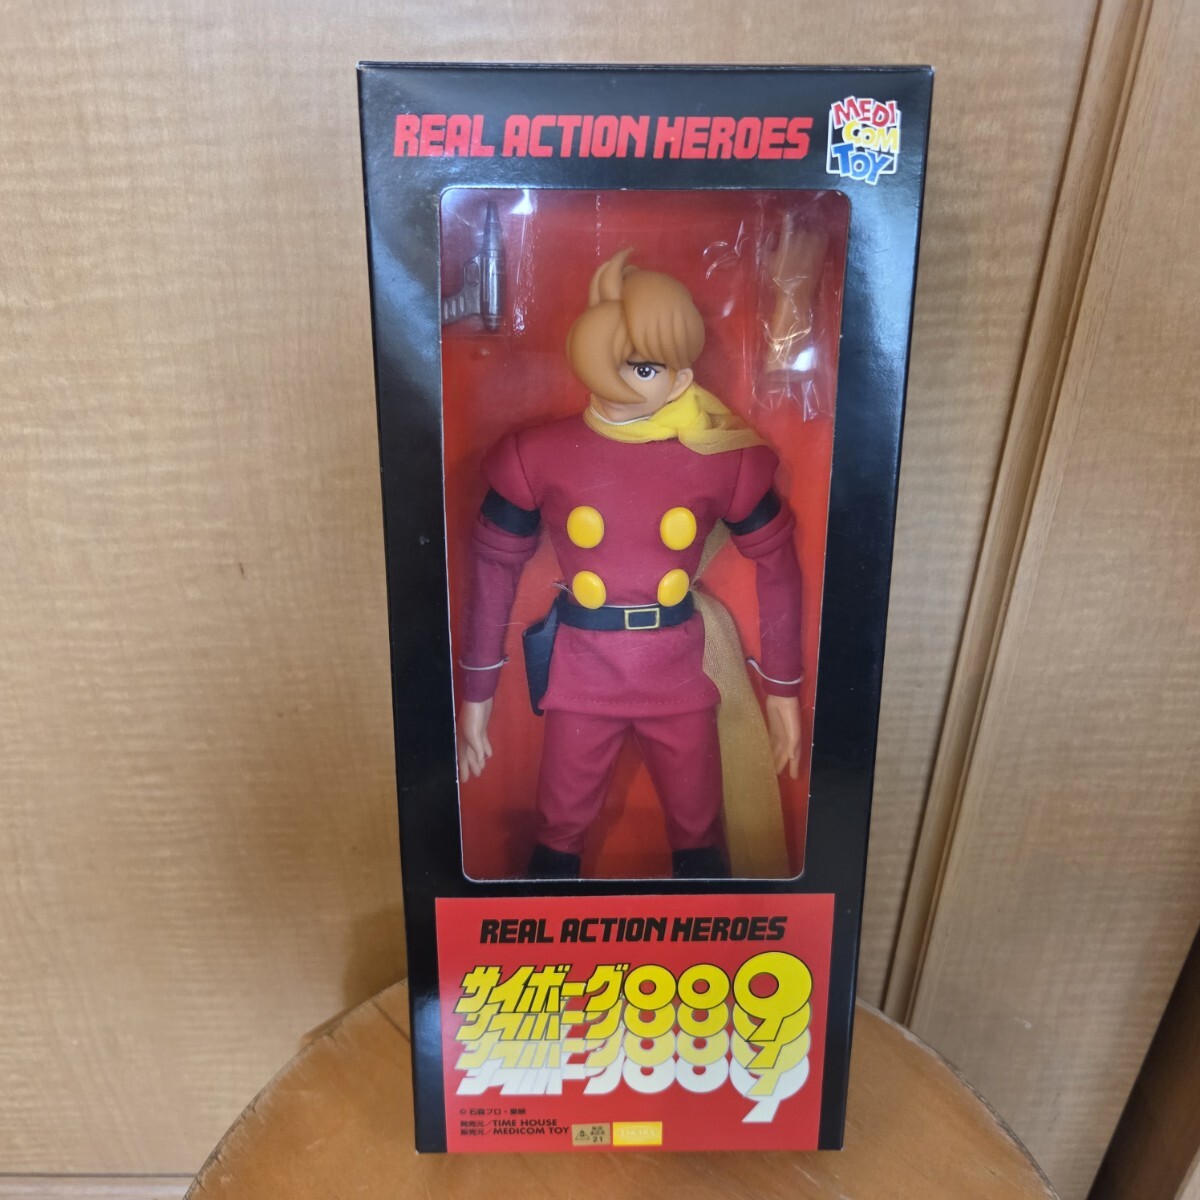 REAL ACTION HEROES
MEDI
COM
TOY
REAL ACTION HEROES
サイボーグ009
©石森プロ・東映
発売元／TIME HOUSE
販売元／MEDICOM TOY
21